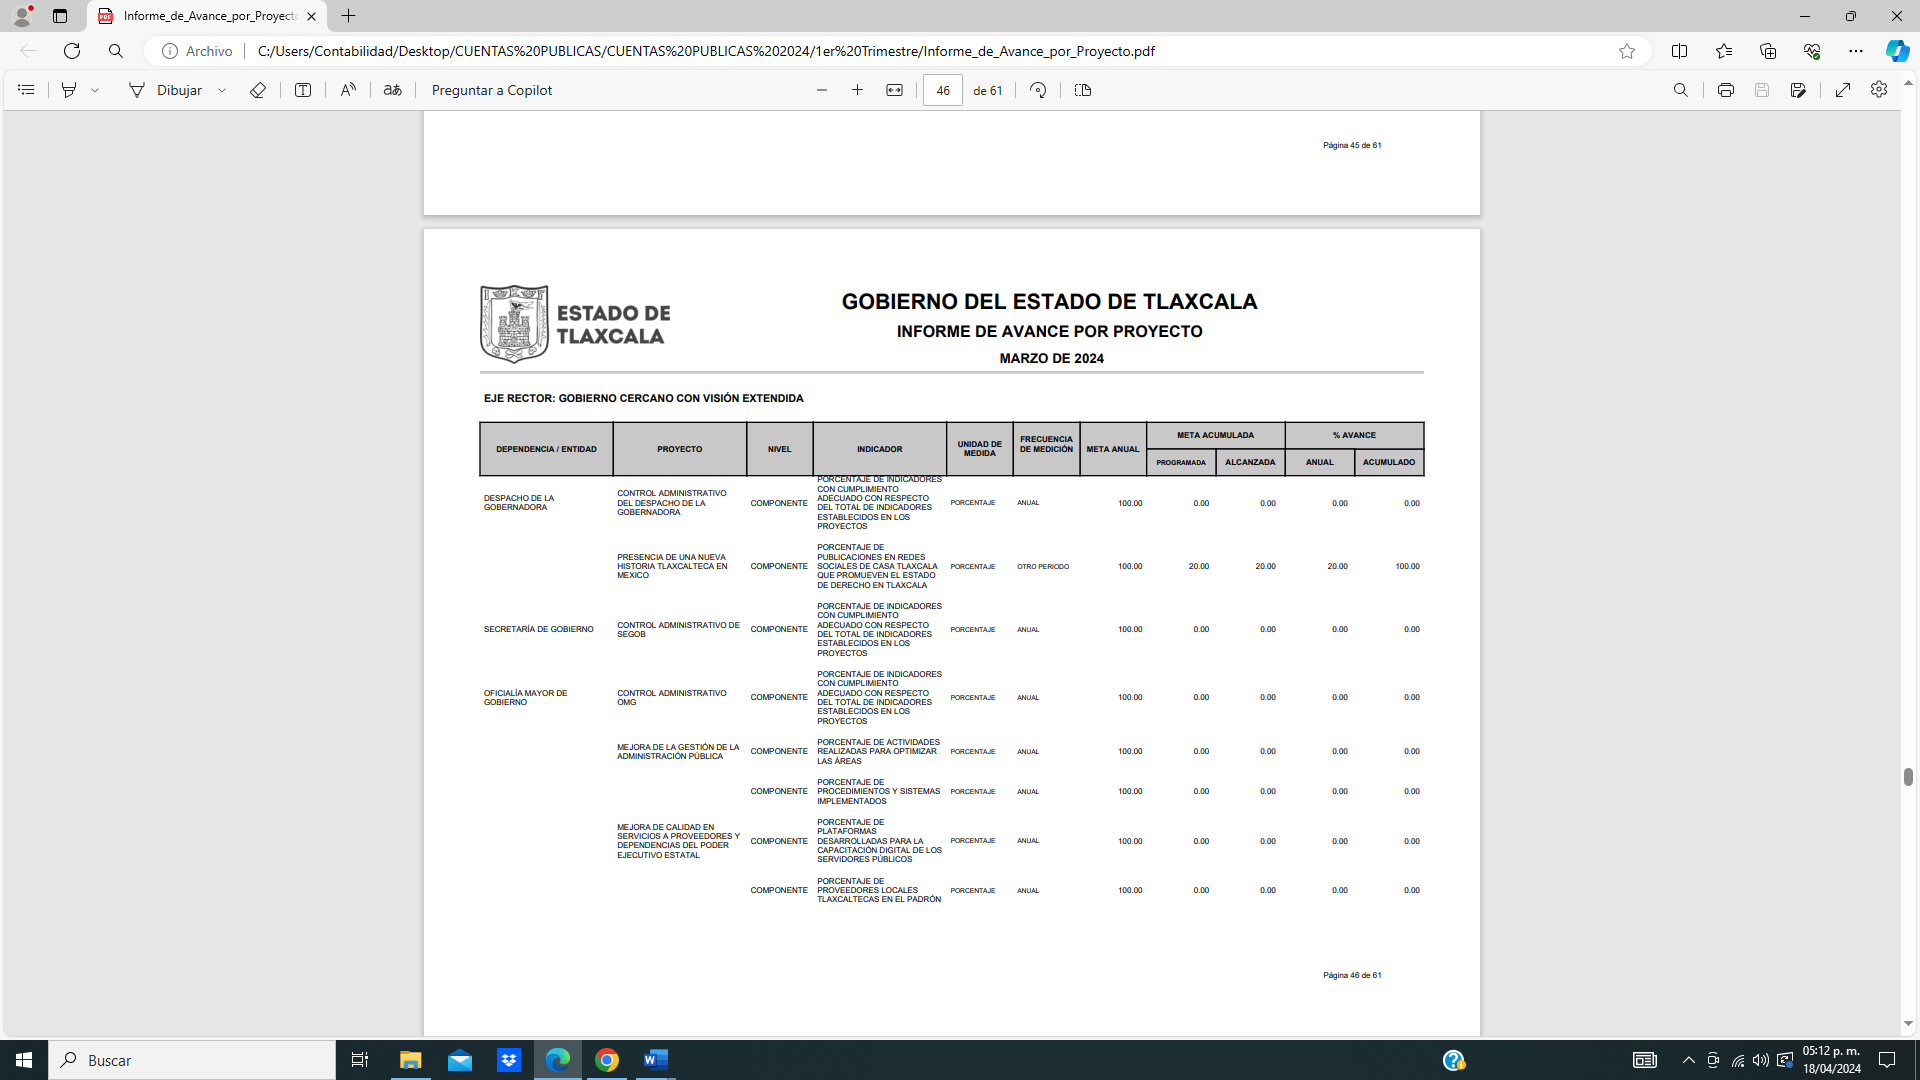 Informe_de_Avance_por_Proyecto
Archivo
C:/Users/Contabilidad/Desktop/CUENTAS%20PUBLICAS/CUENTAS%20PUBLICAS%202024/1er%20Trimestre/Informe_de_Avance_por_Proyecto.pdf
Dibujar
Preguntar a Copilot
46
de 61
Página 45 de 61
ESTADO DE
TLAXCALA
GOBIERNO DEL ESTADO DE TLAXCALA
INFORME DE AVANCE POR PROYECTO
MARZO DE 2024
EJE RECTOR: GOBIERNO CERCANO CON VISIÓN EXTENDIDA
DEPENDENCIA / ENTIDAD
PROYECTO
NIVEL
INDICADOR
UNIDAD DE
MEDIDA
FRECUENCIA
DE MEDICIÓN
META ANUAL
META ACUMULADA
PROGRAMADA
ALCANZADA
% AVANCE
ANUAL
ACUMULADO
DESPACHO DE LA
GOBERNADORA
CONTROL ADMINISTRATIVO
DEL DESPACHO DE LA
GOBERNADORA
COMPONENTE
PORCENTAJE DE INDICADORES
CON CUMPLIMIENTO
ADECUADO CON RESPECTO
DEL TOTAL DE INDICADORES
ESTABLECIDOS EN LOS
PROYECTOS
PORCENTAJE
ANUAL
100.00
0.00
0.00
0.00
0.00
PRESENCIA DE UNA NUEVA
HISTORIA TLAXCALTECA EN
MEXICO
COMPONENTE
PORCENTAJE DE
PUBLICACIONES EN REDES
SOCIALES DE CASA TLAXCALA
QUE PROMUEVEN EL ESTADO
DE DERECHO EN TLAXCALA
PORCENTAJE
OTRO PERIODO
100.00
20.00
20.00
20.00
100.00
SECRETARÍA DE GOBIERNO
CONTROL ADMINISTRATIVO DE
SEGOB
COMPONENTE
PORCENTAJE DE INDICADORES
CON CUMPLIMIENTO
ADECUADO CON RESPECTO
DEL TOTAL DE INDICADORES
ESTABLECIDOS EN LOS
PROYECTOS
PORCENTAJE
ANUAL
100.00
0.00
0.00
0.00
0.00
OFICIALÍA MAYOR DE
GOBIERNO
CONTROL ADMINISTRATIVO
OMG
COMPONENTE
PORCENTAJE DE INDICADORES
CON CUMPLIMIENTO
ADECUADO CON RESPECTO
DEL TOTAL DE INDICADORES
ESTABLECIDOS EN LOS
PROYECTOS
PORCENTAJE
ANUAL
100.00
0.00
0.00
0.00
0.00
MEJORA DE LA GESTIÓN DE LA
ADMINISTRACIÓN PÚBLICA
COMPONENTE
PORCENTAJE DE ACTIVIDADES
REALIZADAS PARA OPTIMIZAR
LAS ÁREAS
PORCENTAJE
ANUAL
100.00
0.00
0.00
0.00
0.00
COMPONENTE
PORCENTAJE DE
PROCEDIMIENTOS Y SISTEMAS
IMPLEMENTADOS
PORCENTAJE
ANUAL
100.00
0.00
0.00
0.00
0.00
MEJORA DE CALIDAD EN
SERVICIOS A PROVEEDORES Y
DEPENDENCIAS DEL PODER
EJECUTIVO ESTATAL
COMPONENTE
PORCENTAJE DE
PLATAFORMAS
DESARROLLADAS PARA LA
CAPACITACIÓN DIGITAL DE LOS
SERVIDORES PÚBLICOS
PORCENTAJE
ANUAL
100.00
0.00
0.00
0.00
0.00
COMPONENTE
PORCENTAJE DE
PROVEEDORES LOCALES
TLAXCALTECAS EN EL PADRÓN
PORCENTAJE
ANUAL
100.00
0.00
0.00
0.00
0.00
Página 46 de 61
Buscar
05:12 p. m.
18/04/2024